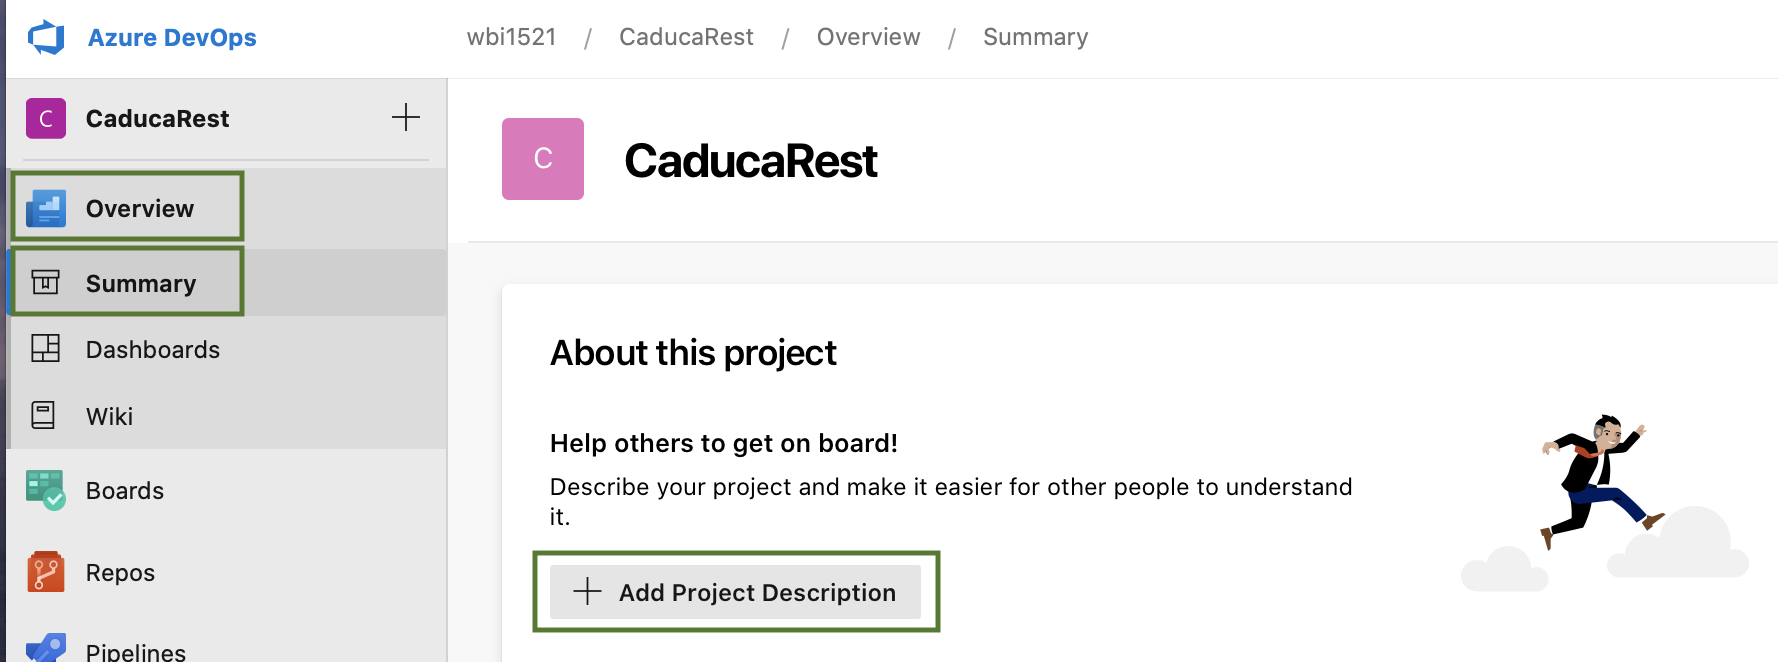 Azure DevOps
wbi1521 / CaducaRest / Overview / Summary
C CaducaRest
Overview
Summary
Dashboards
Wiki
Boards
Repos
Pipelines
C CaducaRest
About this project
Help others to get on board!
Describe your project and make it easier for other people to understand
it.
+ Add Project Description